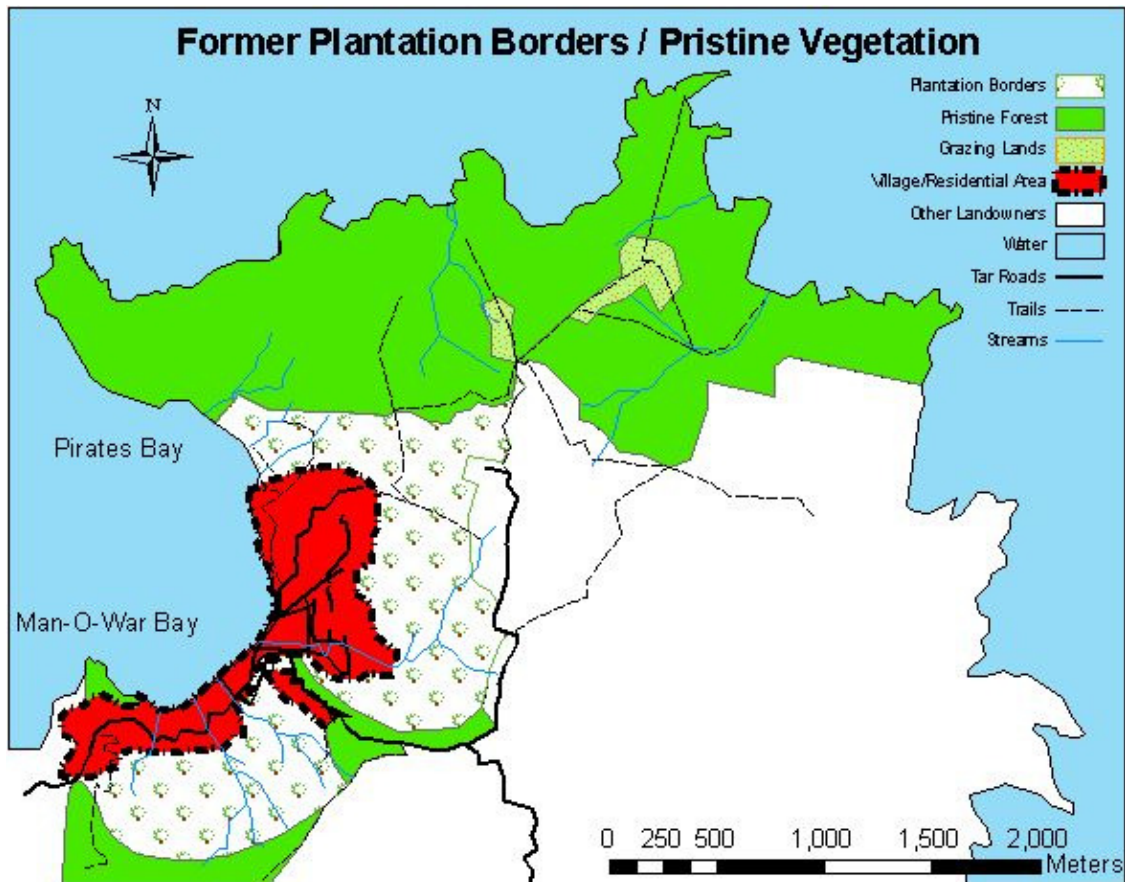 Former Plantation Borders / Pristine Vegetation
N
Plantation Borders
Pristine Forest
Grazing Lands
Village/Residential Area
Other Landowners
Water
Tar Roads
Trails
Streams
Pirates Bay
Man-O-War Bay
0 250 500 1,000 1,500 2,000
Meters